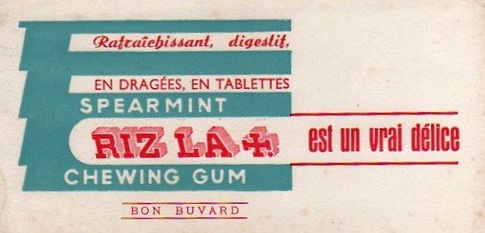 Rafraîchissant, digestif,
EN DRAGÉES, EN TABLETTES
SPEARMINT
RIZ LA+ est un vrai délice
CHEWING GUM
BON BUVARD